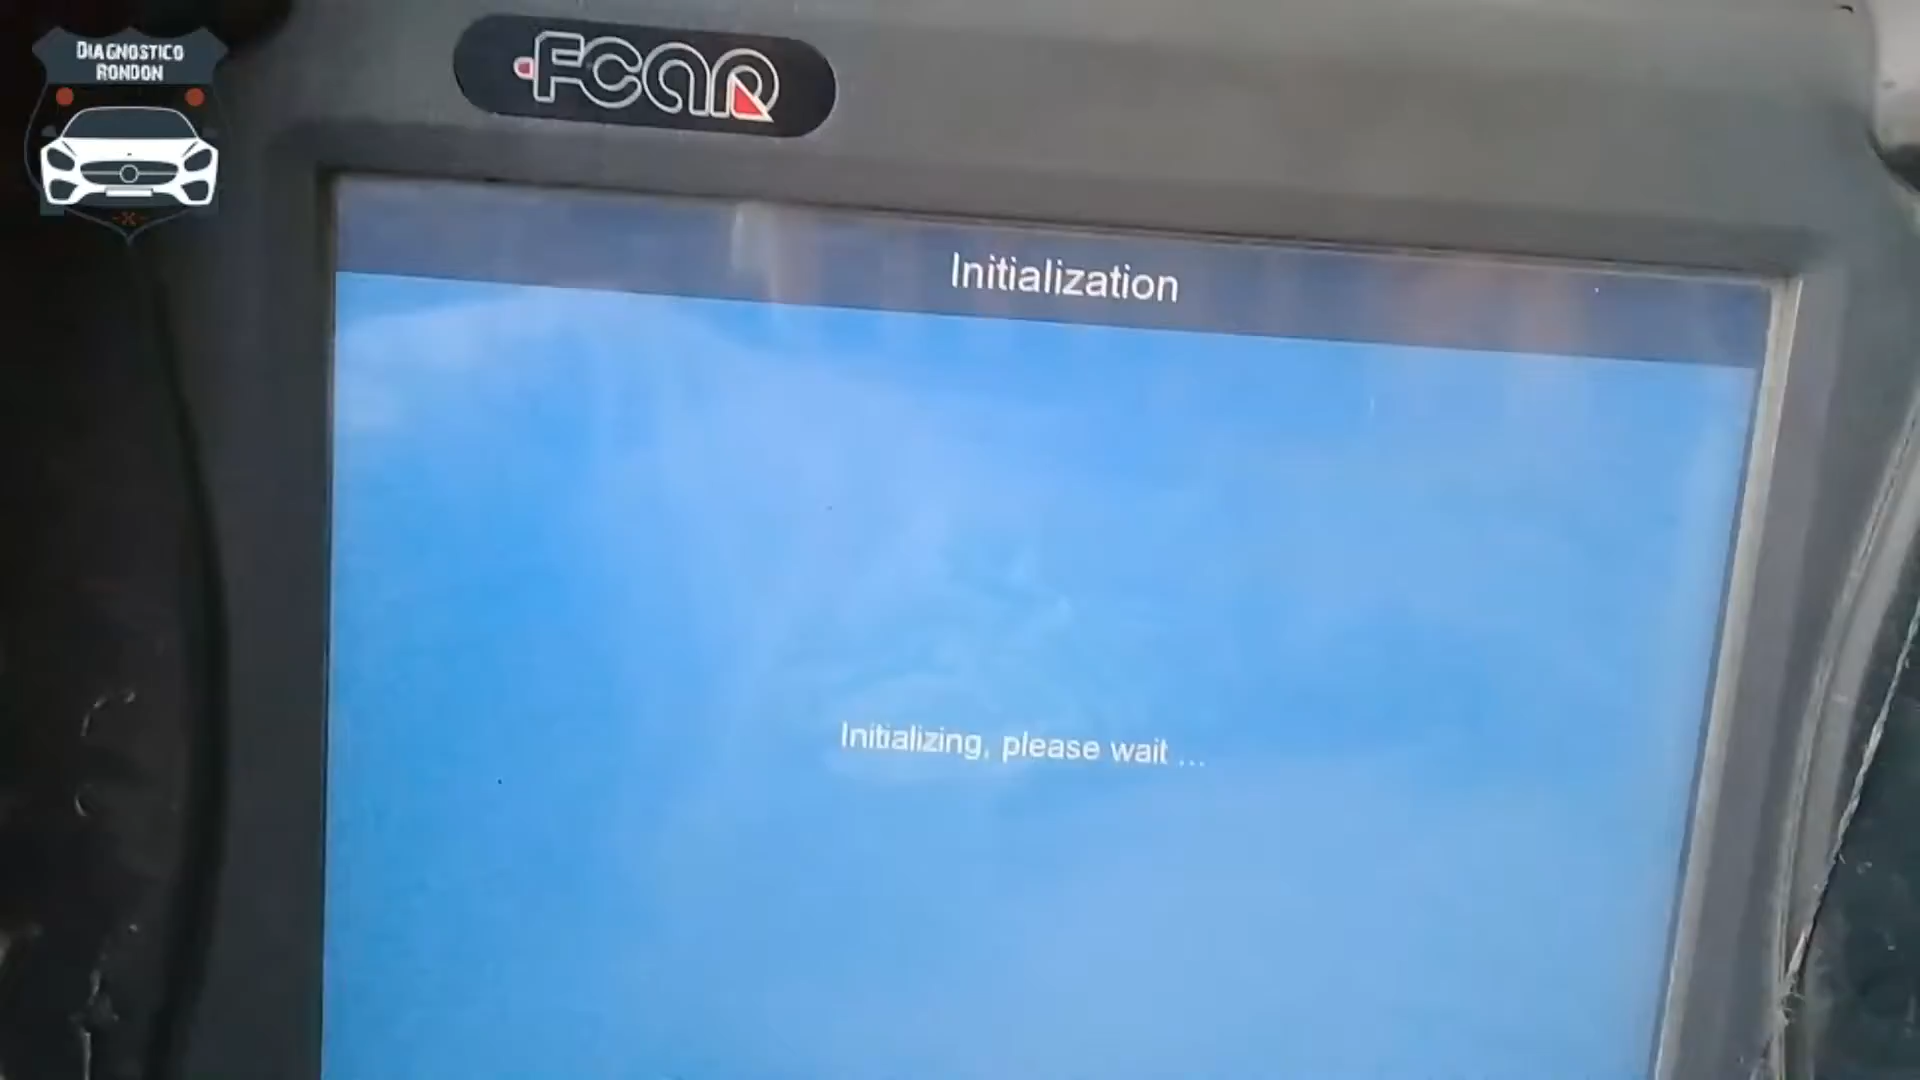 DIAGNOSTICO
RONDON
FCAR
Initialization
Initializing, please wait ...